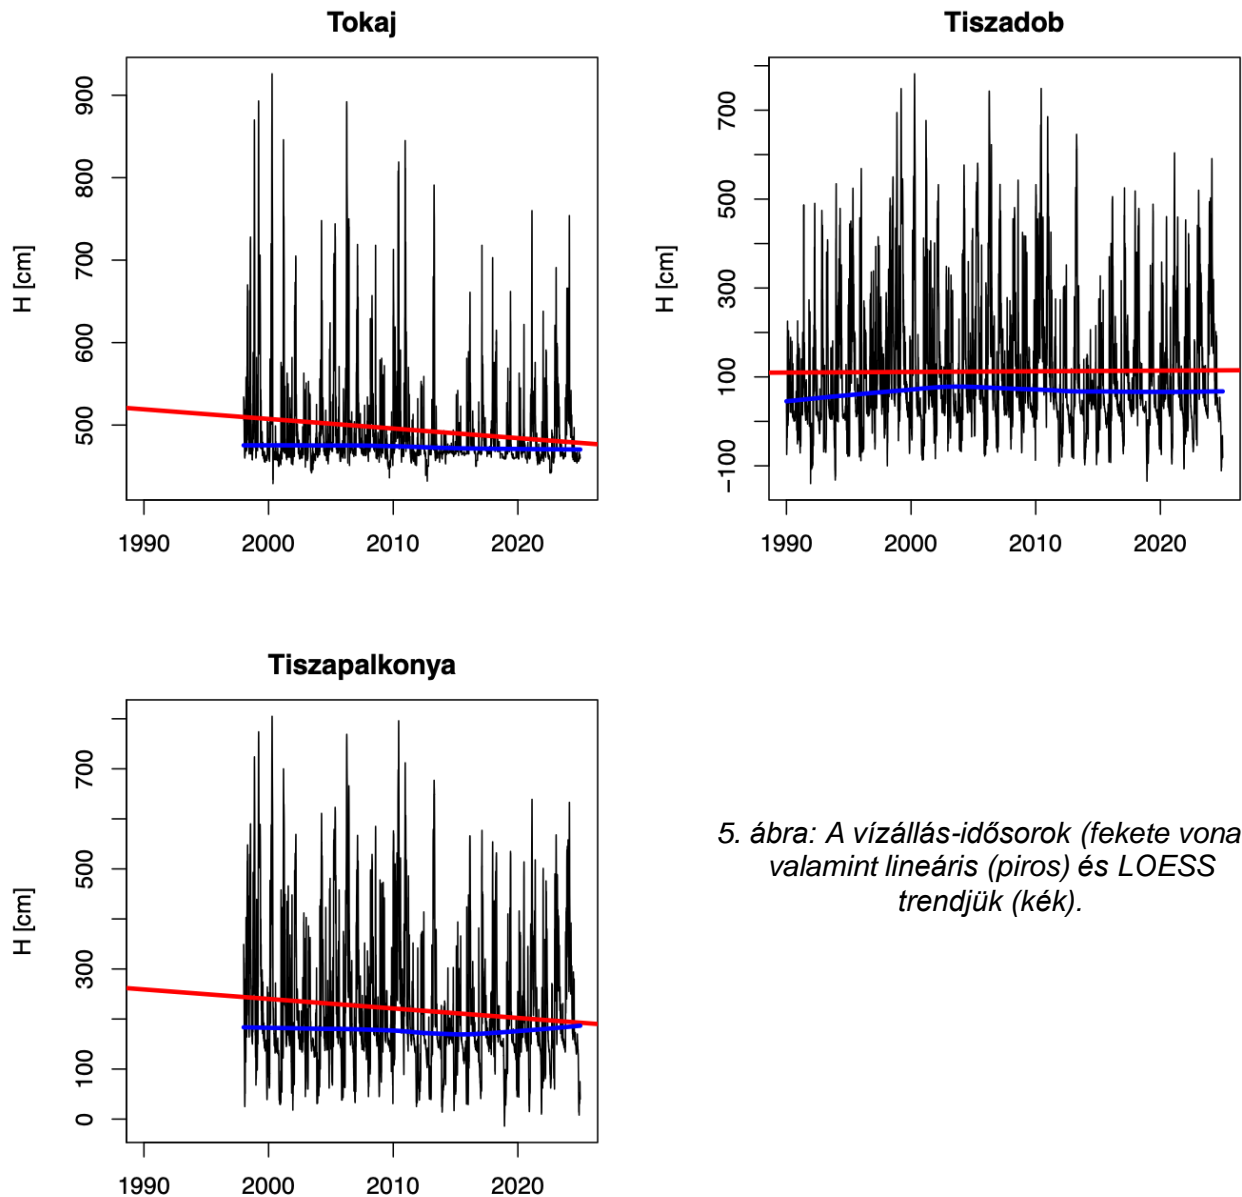 Tokaj
H [cm]
900
800
700
600
500
1990 2000 2010 2020
Tiszadob
H [cm]
700
500
300
100
−100
1990 2000 2010 2020
Tiszapalkonya
H [cm]
700
500
300
100
0
1990 2000 2010 2020
5. ábra: A vízállás-idősorok (fekete vona
valamint lineáris (piros) és LOESS
trendjük (kék).